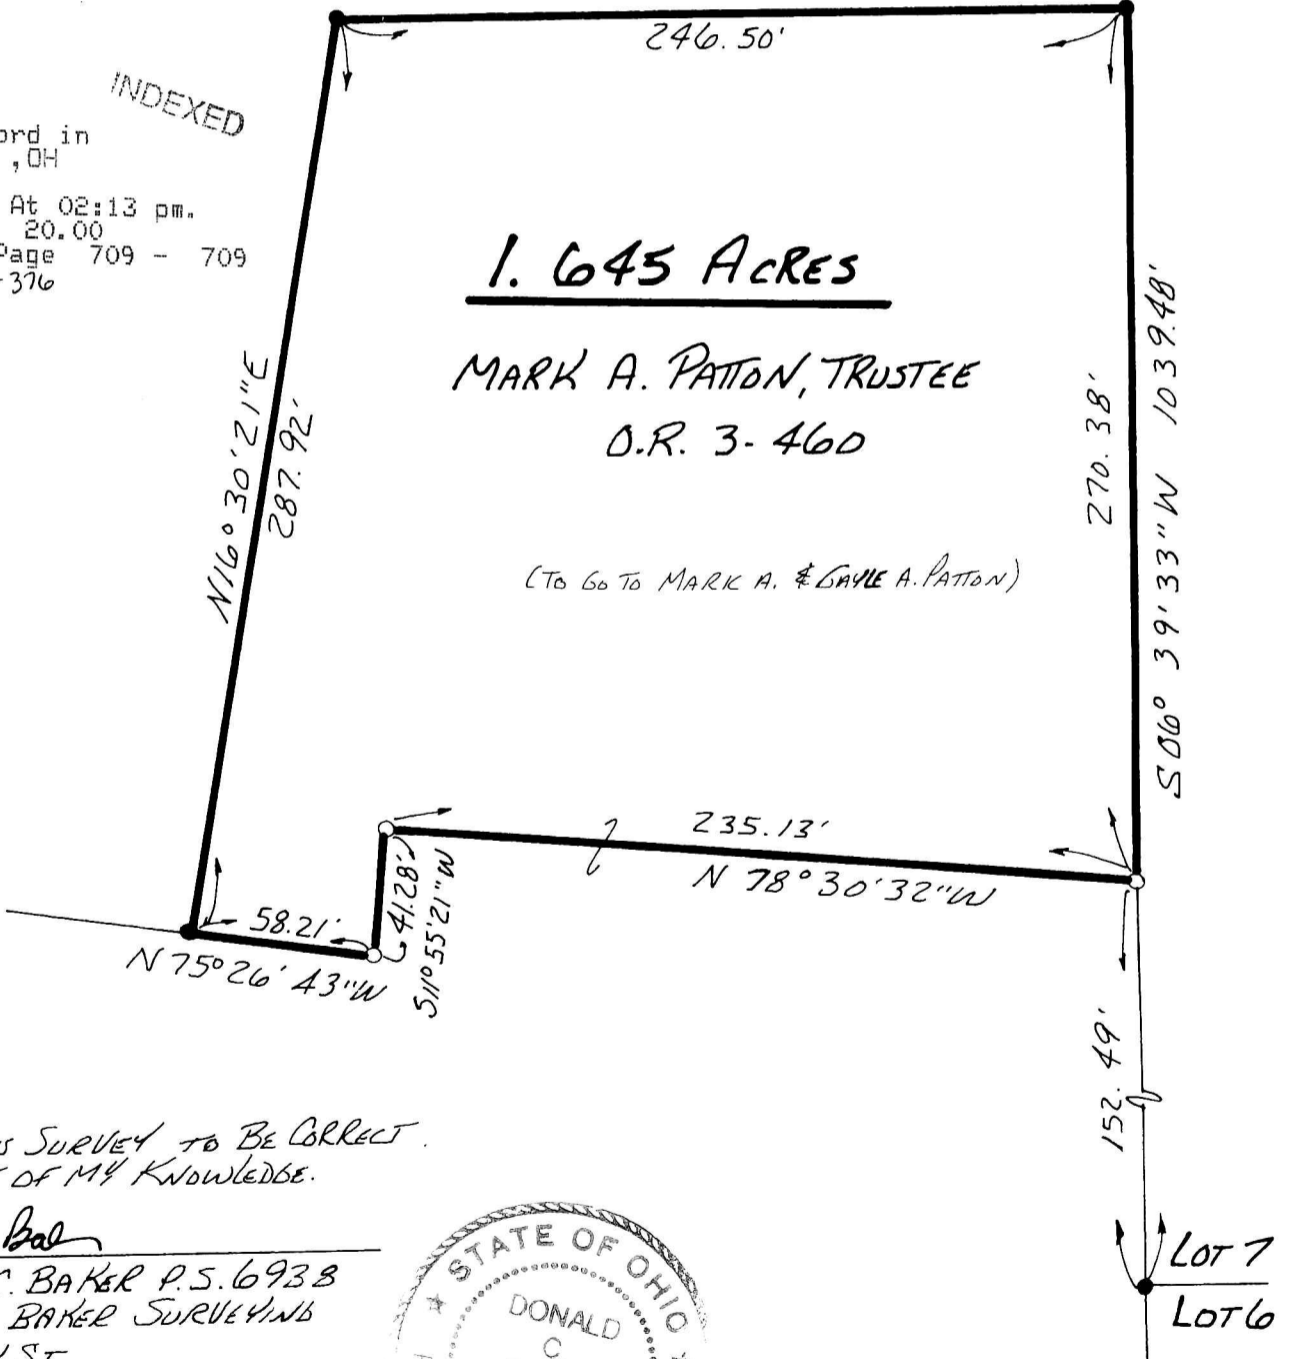 246.50'
INDEXED
ord in
,OH
At 02:13 pm.
20.00
Page 709 - 709
376
1.645 ACRES
MARK A. PATTON, TRUSTEE
O.R. 3-460
(TO GO TO MARK A. & GAYLE A. PATTON)
N16°30'21"E
287.92'
270.38'
S06° 39'33"W 1039.48'
235.13'
N 78°30'32"W
41.28'
S11°55'21"W
58.21'
N75°26'43"W
152.49'
S SURVEY TO BE CORRECT.
T OF MY KNOWLEDGE.
C. BAKER P.S. 6938
BAKER SURVEYING
ST.
STATE OF OHIO
DONALD
C
LOT 7
LOT 6